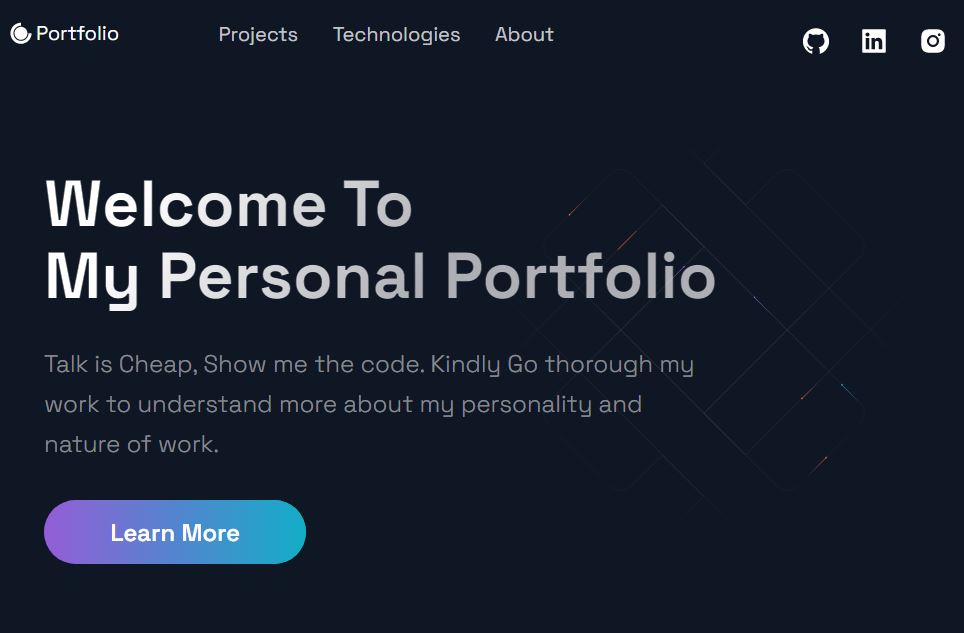 Portfolio
Projects
Technologies
About
Welcome To
My Personal Portfolio
Talk is Cheap, Show me the code. Kindly Go thorough my
work to understand more about my personality and
nature of work.
Learn More